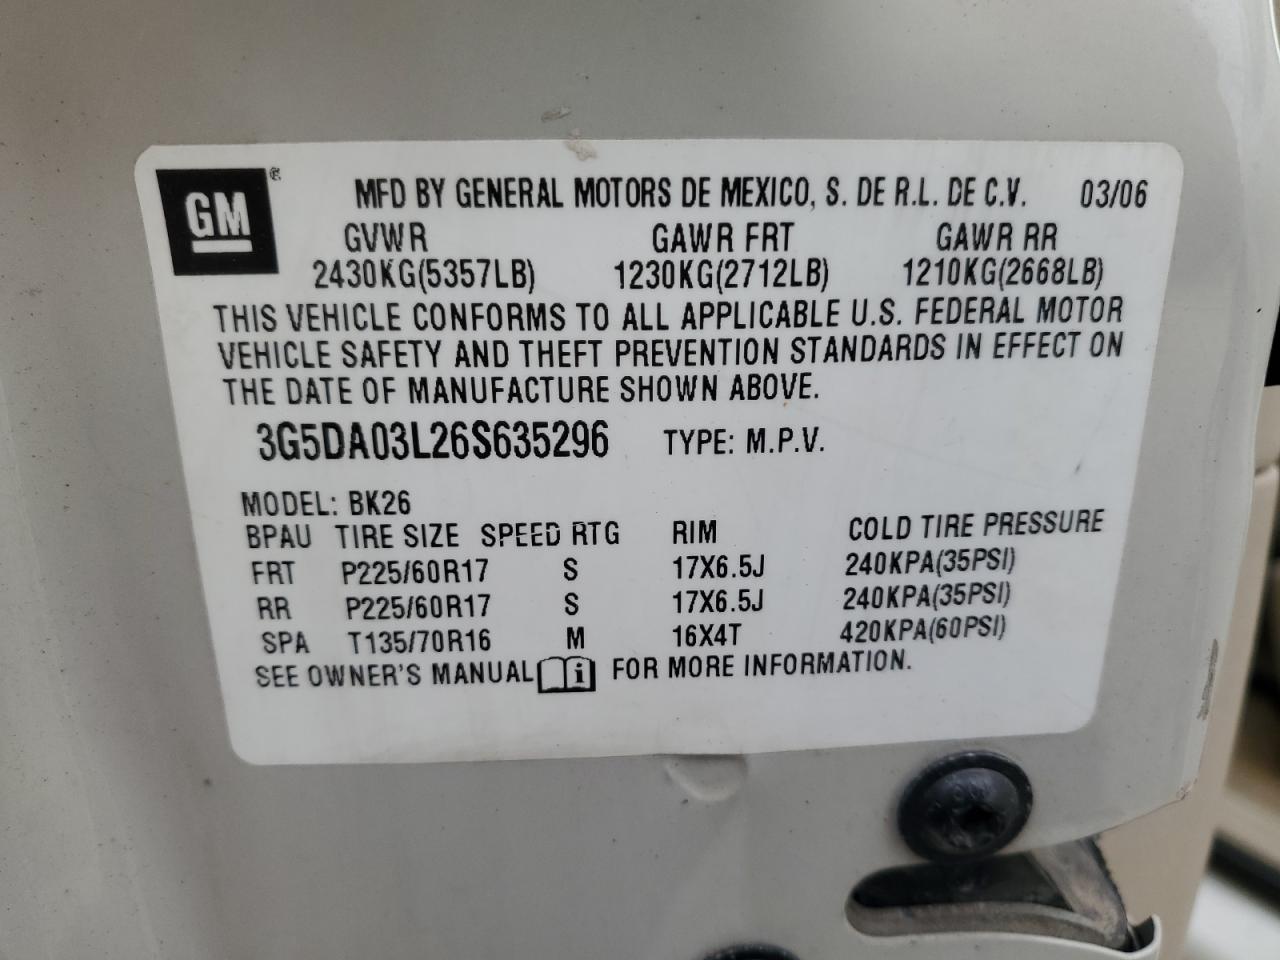 GM ®
MFD BY GENERAL MOTORS DE MEXICO, S. DE R.L. DE C.V. 03/06
GVWR GAWR FRT GAWR RR
2430KG(5357LB) 1230KG(2712LB) 1210KG(2668LB)
THIS VEHICLE CONFORMS TO ALL APPLICABLE U.S. FEDERAL MOTOR
VEHICLE SAFETY AND THEFT PREVENTION STANDARDS IN EFFECT ON
THE DATE OF MANUFACTURE SHOWN ABOVE.
3G5DA03L26S635296 TYPE: M.P.V.
MODEL: BK26
BPAU TIRE SIZE SPEED RTG RIM COLD TIRE PRESSURE
FRT P225/60R17 S 17X6.5J 240KPA(35PSI)
RR P225/60R17 S 17X6.5J 240KPA(35PSI)
SPA T135/70R16 M 16X4T 420KPA(60PSI)
SEE OWNER'S MANUAL i FOR MORE INFORMATION.